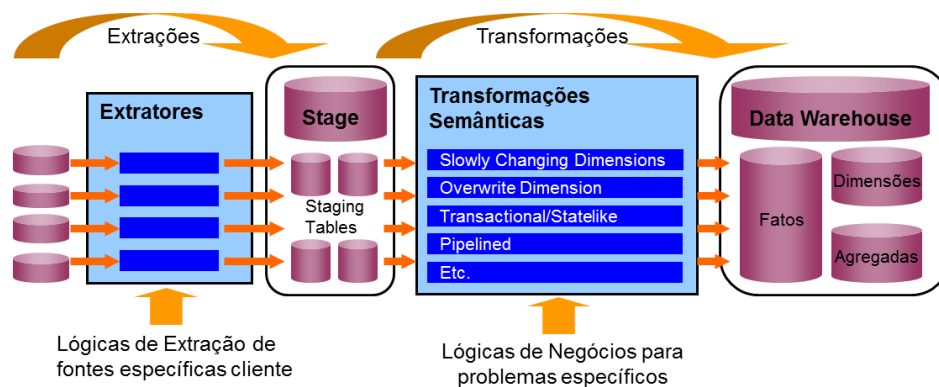 Extrações
Transformações
Extratores
Stage
Staging
Tables
Transformações
Semânticas
Slowly Changing Dimensions
Overwrite Dimension
Transactional/Statelike
Pipelined
Etc.
Data Warehouse
Fatos
Dimensões
Agregadas
Lógicas de Extração de
fontes específicas cliente
Lógicas de Negócios para
problemas específicos